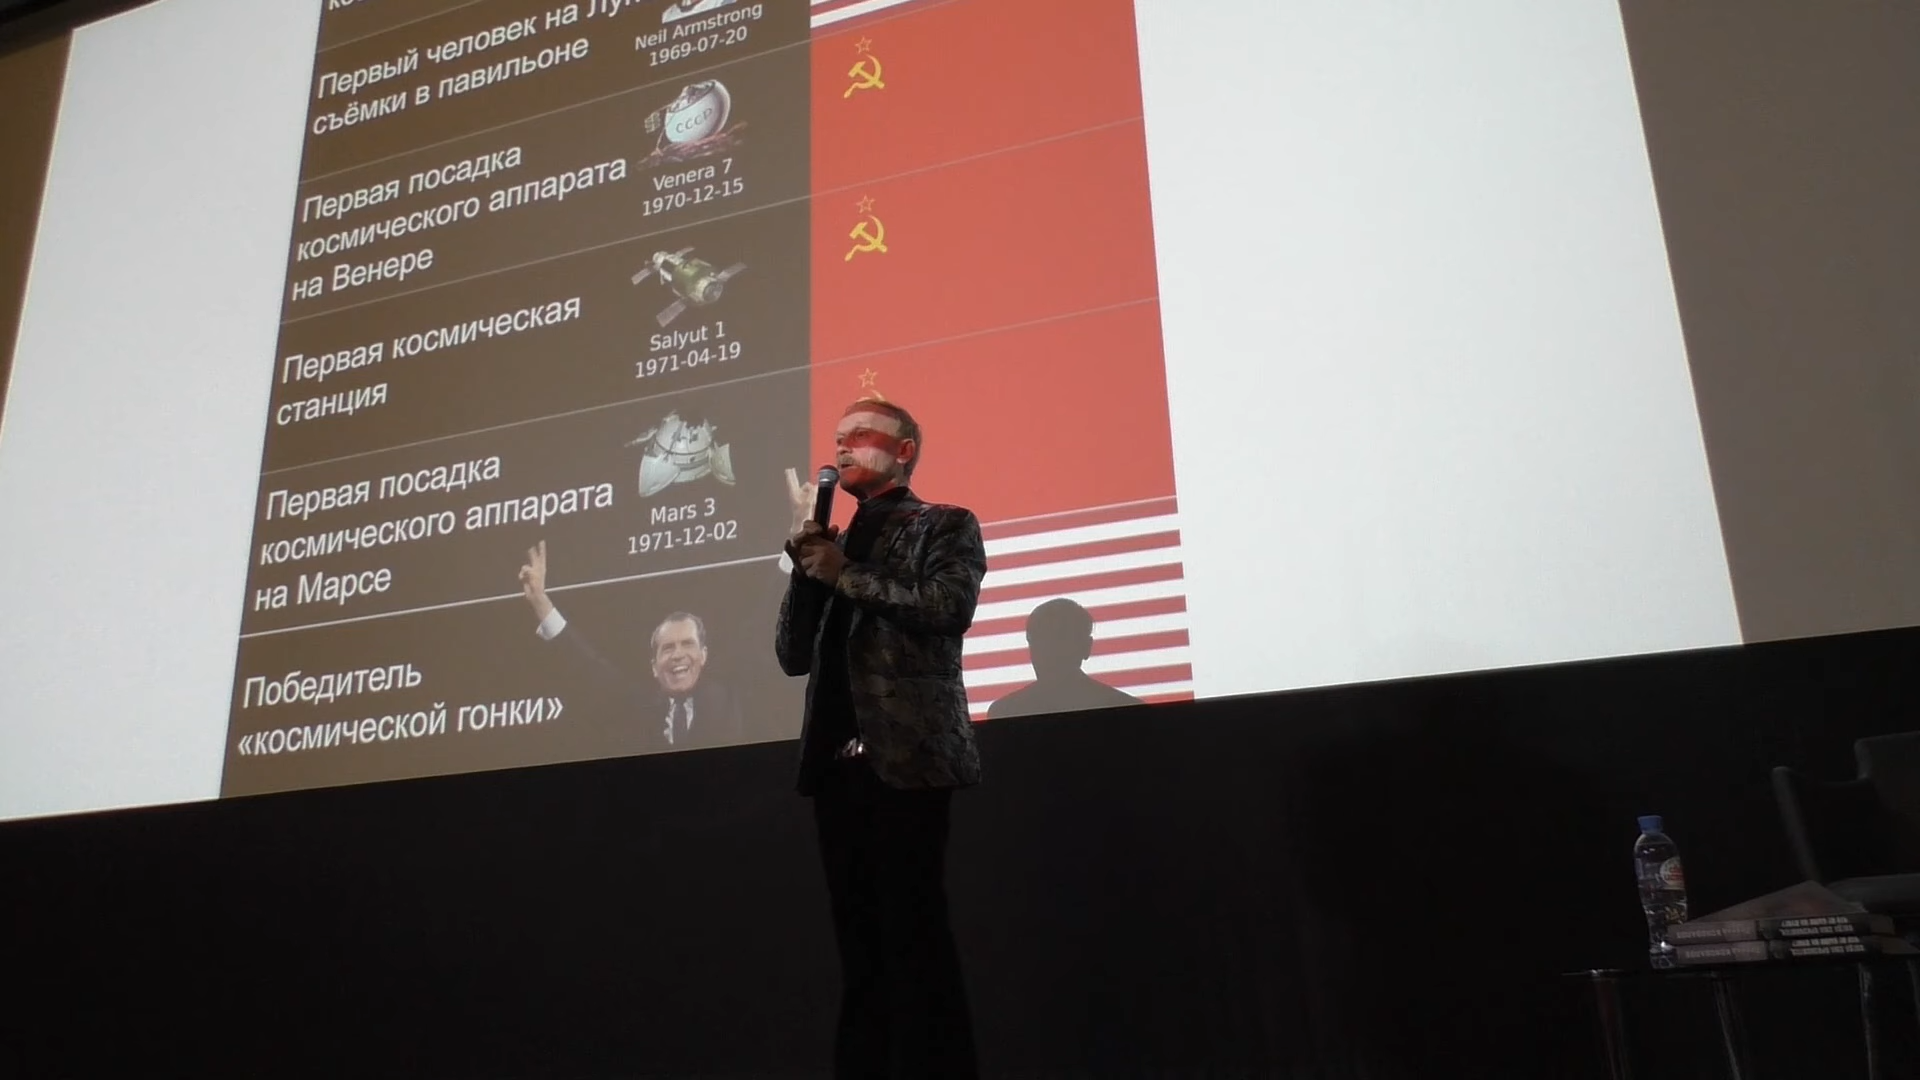 Первый человек на
съёмки в павильоне
Neil Armstrong
1969-07-20
Первая посадка
космического аппарата
на Венере
СССР
Venera 7
1970-12-15
Первая космическая
станция
Salyut 1
1971-04-19
Первая посадка
космического аппарата
на Марсе
Mars 3
1971-12-02
Победитель
«космической гонки»